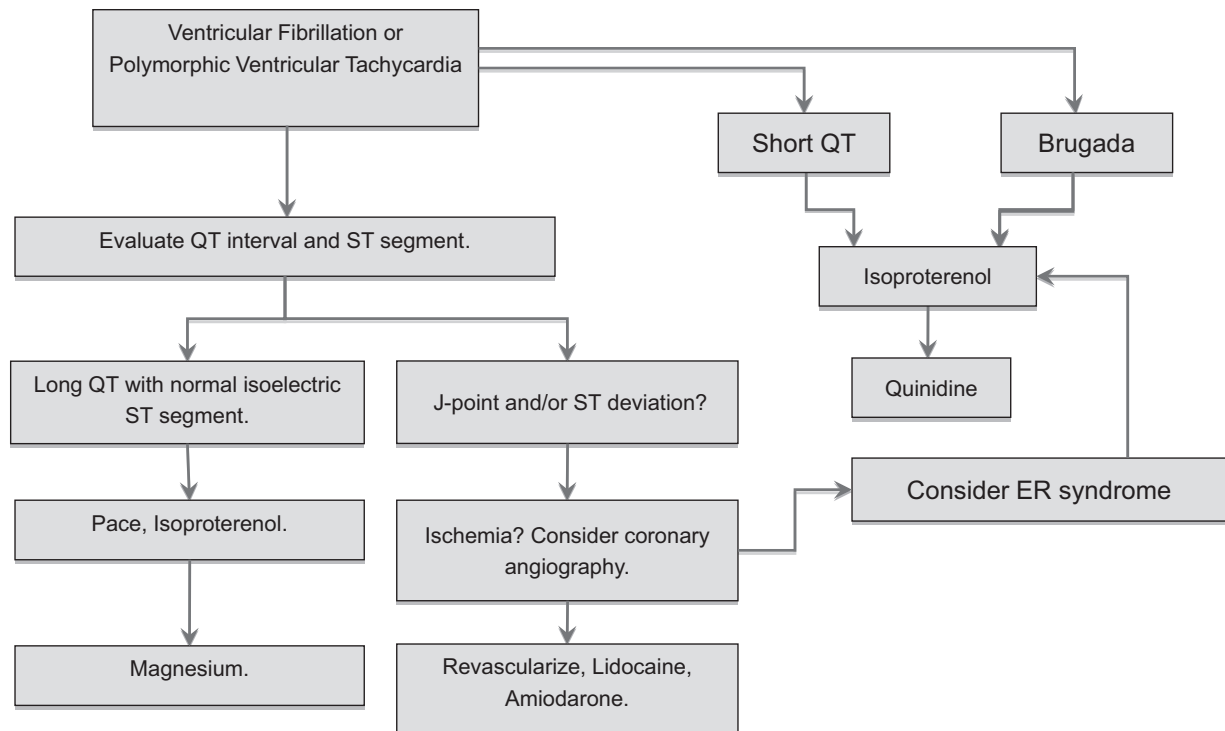 Ventricular Fibrillation or
Polymorphic Ventricular Tachycardia
Short QT
Brugada
Evaluate QT interval and ST segment.
Isoproterenol
Long QT with normal isoelectric
ST segment.
J-point and/or ST deviation?
Quinidine
Pace, Isoproterenol.
Ischemia? Consider coronary
angiography.
Consider ER syndrome
Magnesium.
Revascularize, Lidocaine,
Amiodarone.